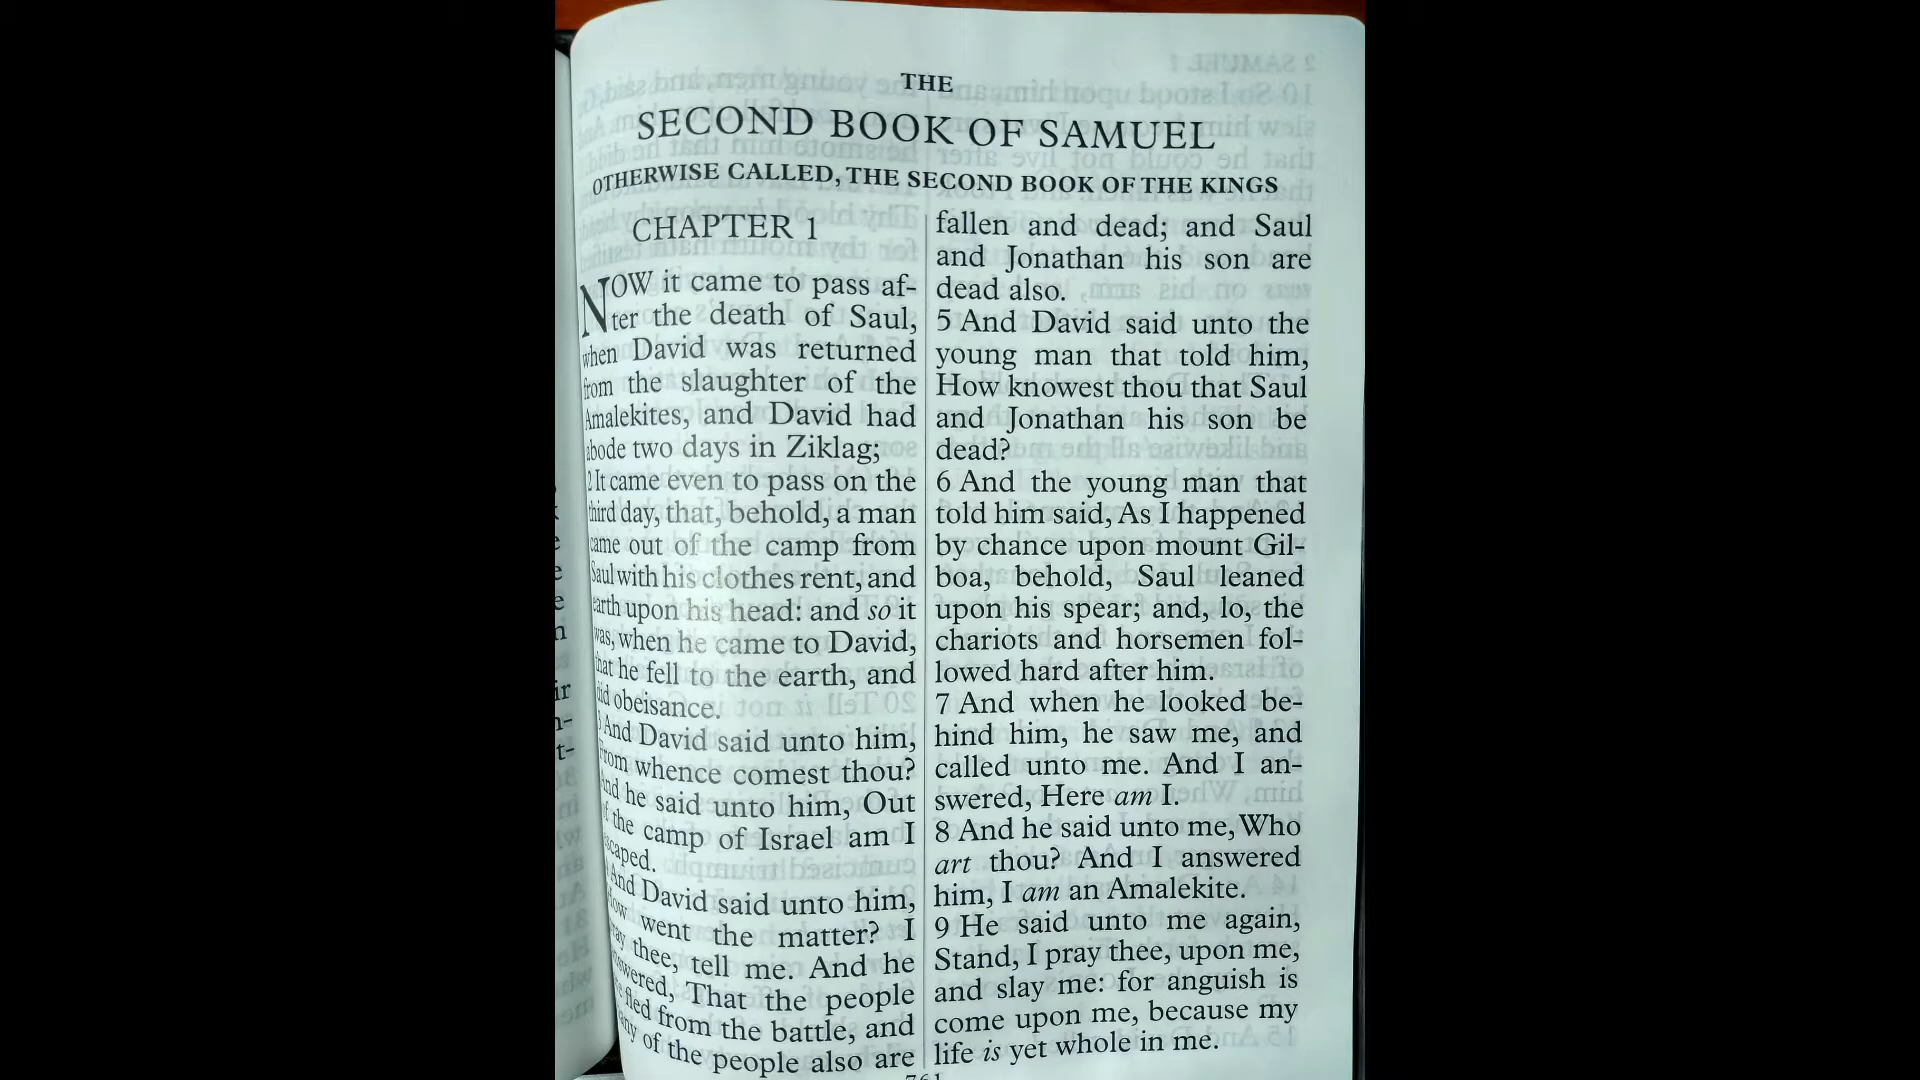 THE
SECOND BOOK OF SAMUEL
OTHERWISE CALLED, THE SECOND BOOK OF THE KINGS
CHAPTER 1
NOW it came to pass af-
ter the death of Saul,
when David was returned
from the slaughter of the
Amalekites, and David had
abode two days in Ziklag;
2 It came even to pass on the
third day, that, behold, a man
came out of the camp from
Saul with his clothes rent, and
earth upon his head: and so it
was, when he came to David,
that he fell to the earth, and
did obeisance.
3 And David said unto him,
From whence comest thou?
And he said unto him, Out
of the camp of Israel am I
escaped.
And David said unto him,
How went the matter? I
pray thee, tell me. And he
answered, That the people
are fled from the battle, and
many of the people also are
fallen and dead; and Saul
and Jonathan his son are
dead also.
5 And David said unto the
young man that told him,
How knowest thou that Saul
and Jonathan his son be
dead?
6 And the young man that
told him said, As I happened
by chance upon mount Gil-
boa, behold, Saul leaned
upon his spear; and, lo, the
chariots and horsemen fol-
lowed hard after him.
7 And when he looked be-
hind him, he saw me, and
called unto me. And I an-
swered, Here am I.
8 And he said unto me, Who
art thou? And I answered
him, I am an Amalekite.
9 He said unto me again,
Stand, I pray thee, upon me,
and slay me: for anguish is
come upon me, because my
life is yet whole in me.